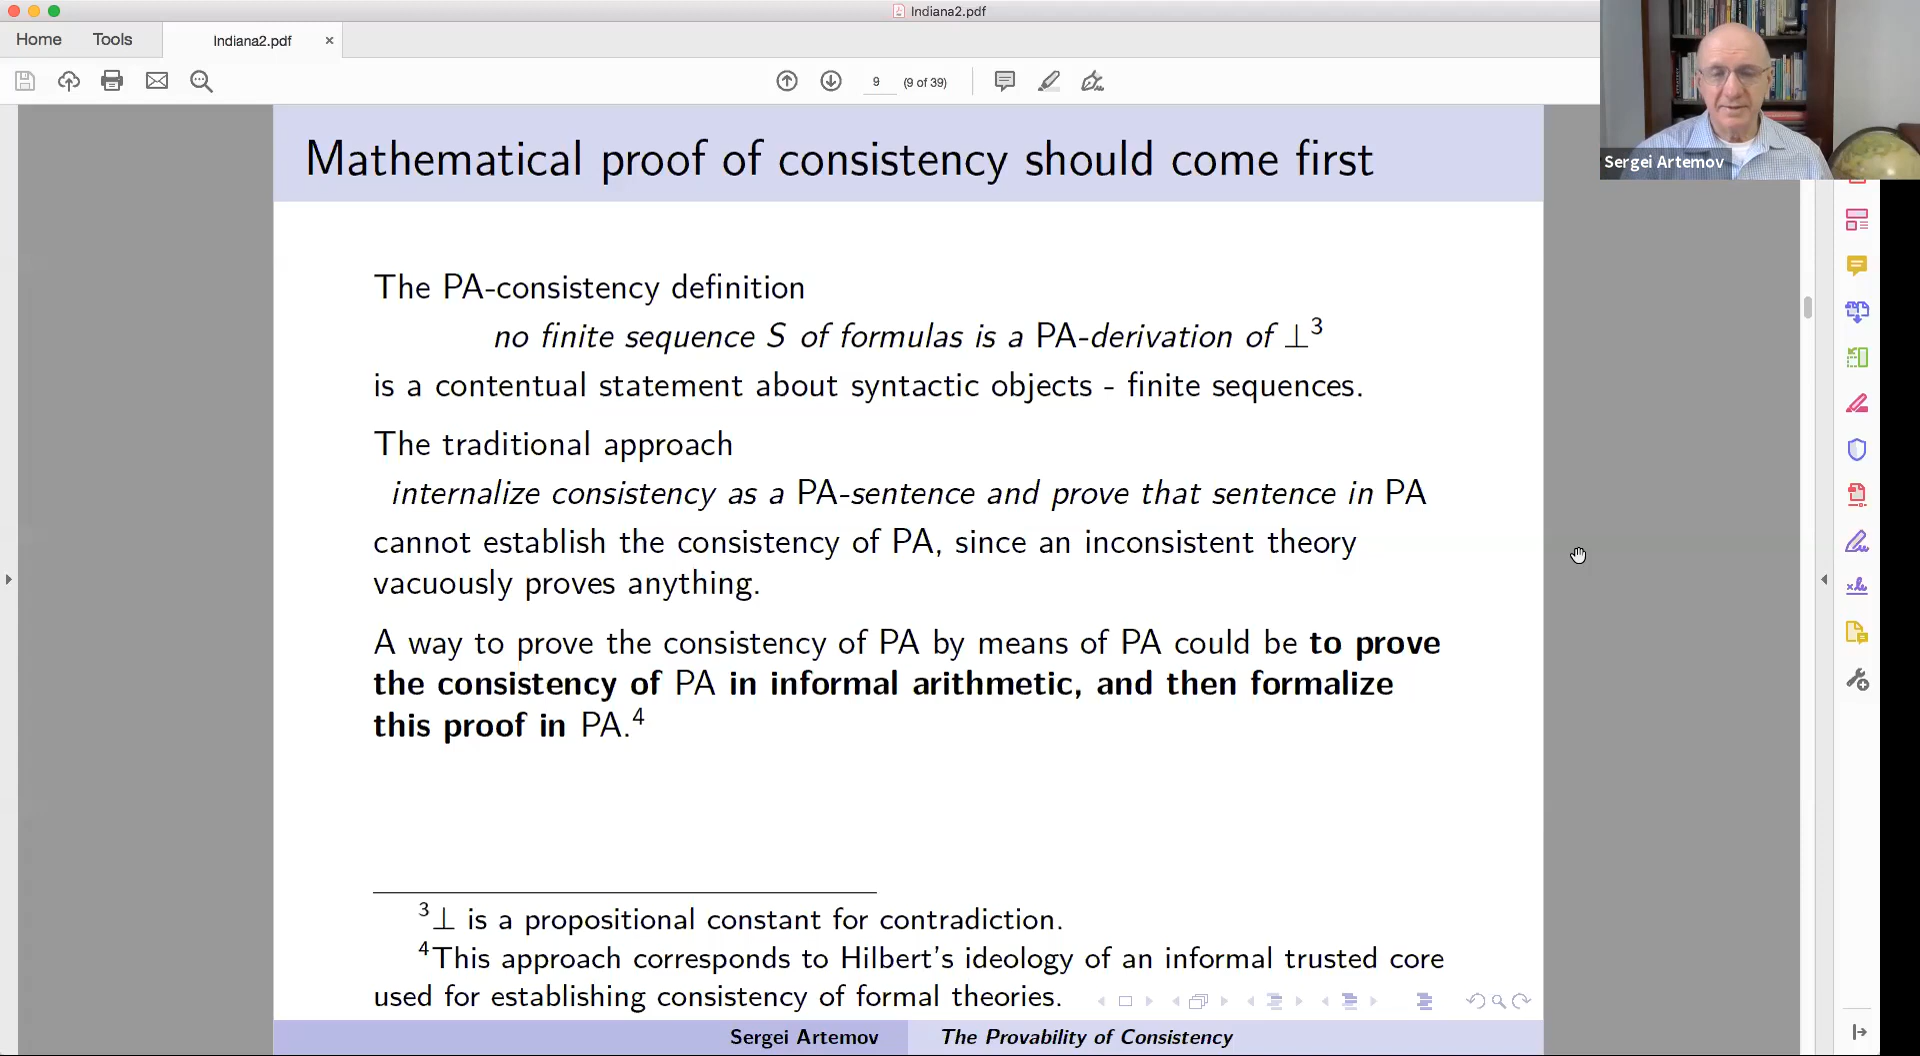 Indiana2.pdf
Home
Tools
Indiana2.pdf
×
9
(9 of 39)
Sergei Artemov
Mathematical proof of consistency should come first
The PA-consistency definition
no finite sequence S of formulas is a PA-derivation of ⊥³
is a contentual statement about syntactic objects - finite sequences.
The traditional approach
internalize consistency as a PA-sentence and prove that sentence in PA
cannot establish the consistency of PA, since an inconsistent theory
vacuously proves anything.
A way to prove the consistency of PA by means of PA could be to prove
the consistency of PA in informal arithmetic, and then formalize
this proof in PA.⁴
³⊥ is a propositional constant for contradiction.
⁴This approach corresponds to Hilbert's ideology of an informal trusted core
used for establishing consistency of formal theories.
Sergei Artemov
The Provability of Consistency